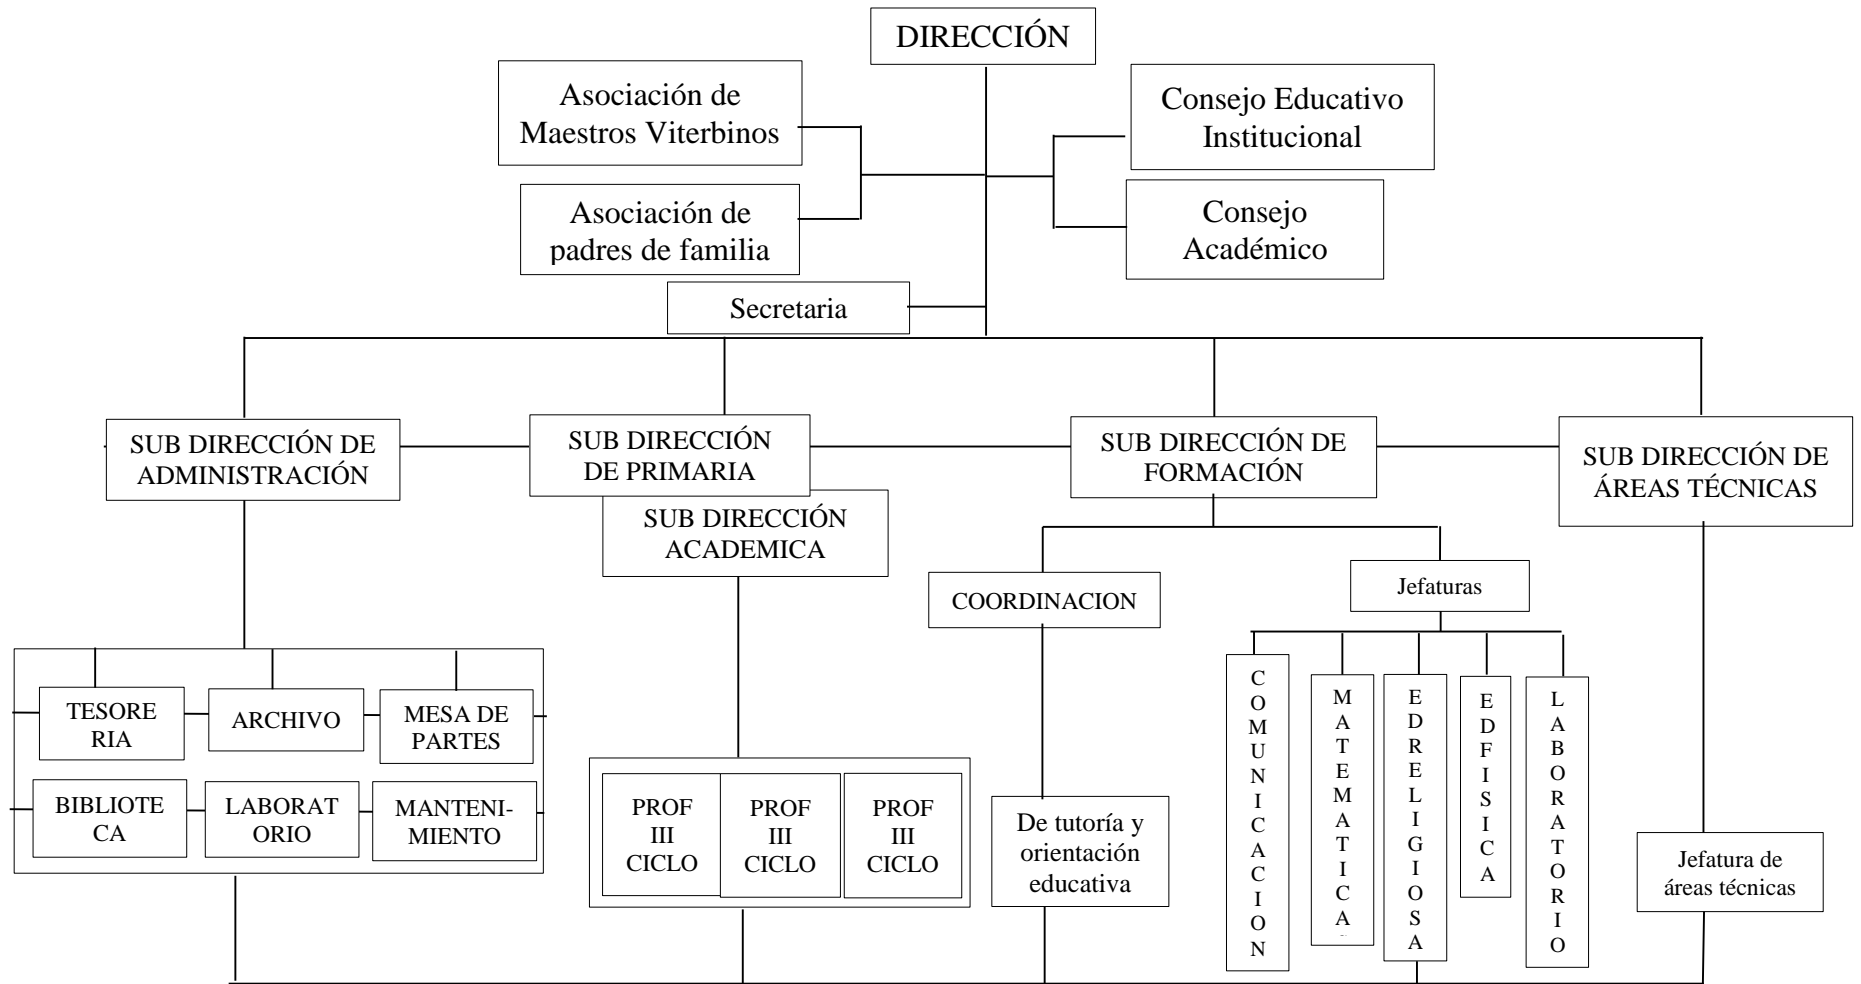 DIRECCIÓN
Asociación de
Maestros Viterbinos
Consejo Educativo
Institucional
Asociación de
padres de familia
Consejo
Académico
Secretaria
SUB DIRECCIÓN DE
ADMINISTRACIÓN
SUB DIRECCIÓN
DE PRIMARIA
SUB DIRECCIÓN
ACADEMICA
SUB DIRECCIÓN DE
FORMACIÓN
SUB DIRECCIÓN DE
ÁREAS TÉCNICAS
COORDINACION
Jefaturas
TESORE
RIA
ARCHIVO
MESA DE
PARTES
BIBLIOTE
CA
LABORAT
ORIO
MANTENI-
MIENTO
PROF
III
CICLO
PROF
III
CICLO
PROF
III
CICLO
De tutoría y
orientación
educativa
COMUNICACION
MATEMATICA
EDRELIGIOSA
EDFISICA
LABORATORIO
Jefatura de
áreas técnicas